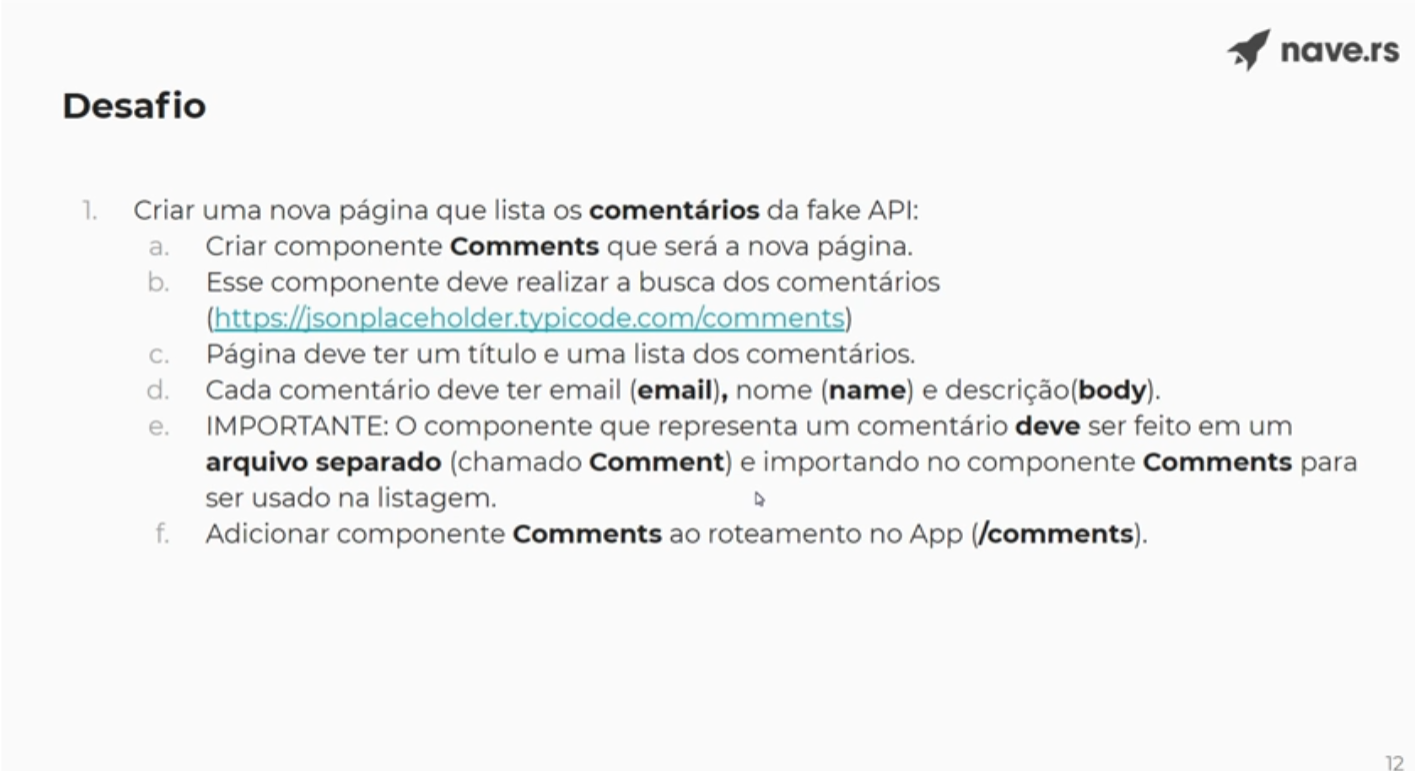 nave.rs
Desafio
1. Criar uma nova página que lista os comentários da fake API:
a. Criar componente Comments que será a nova página.
b. Esse componente deve realizar a busca dos comentários
(https://jsonplaceholder.typicode.com/comments)
c. Página deve ter um título e uma lista dos comentários.
d. Cada comentário deve ter email (email), nome (name) e descrição(body).
e. IMPORTANTE: O componente que representa um comentário deve ser feito em um
arquivo separado (chamado Comment) e importando no componente Comments para
ser usado na listagem.
f. Adicionar componente Comments ao roteamento no App (/comments).
12